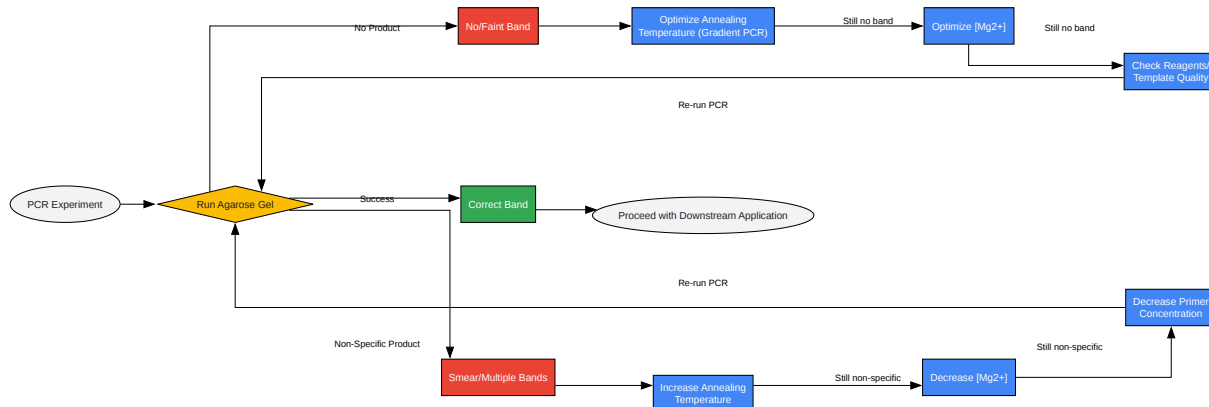 No Product
No/Faint Band
Optimize Annealing
Temperature (Gradient PCR)
Still no band
Optimize [Mg2+]
Still no band
Check Reagents/
Template Quality
Re-run PCR
PCR Experiment
Run Agarose Gel
Success
Correct Band
Proceed with Downstream Application
Re-run PCR
Decrease Primer
Concentration
Non-Specific Product
Still non-specific
Smear/Multiple Bands
Increase Annealing
Temperature
Still non-specific
Decrease [Mg2+]